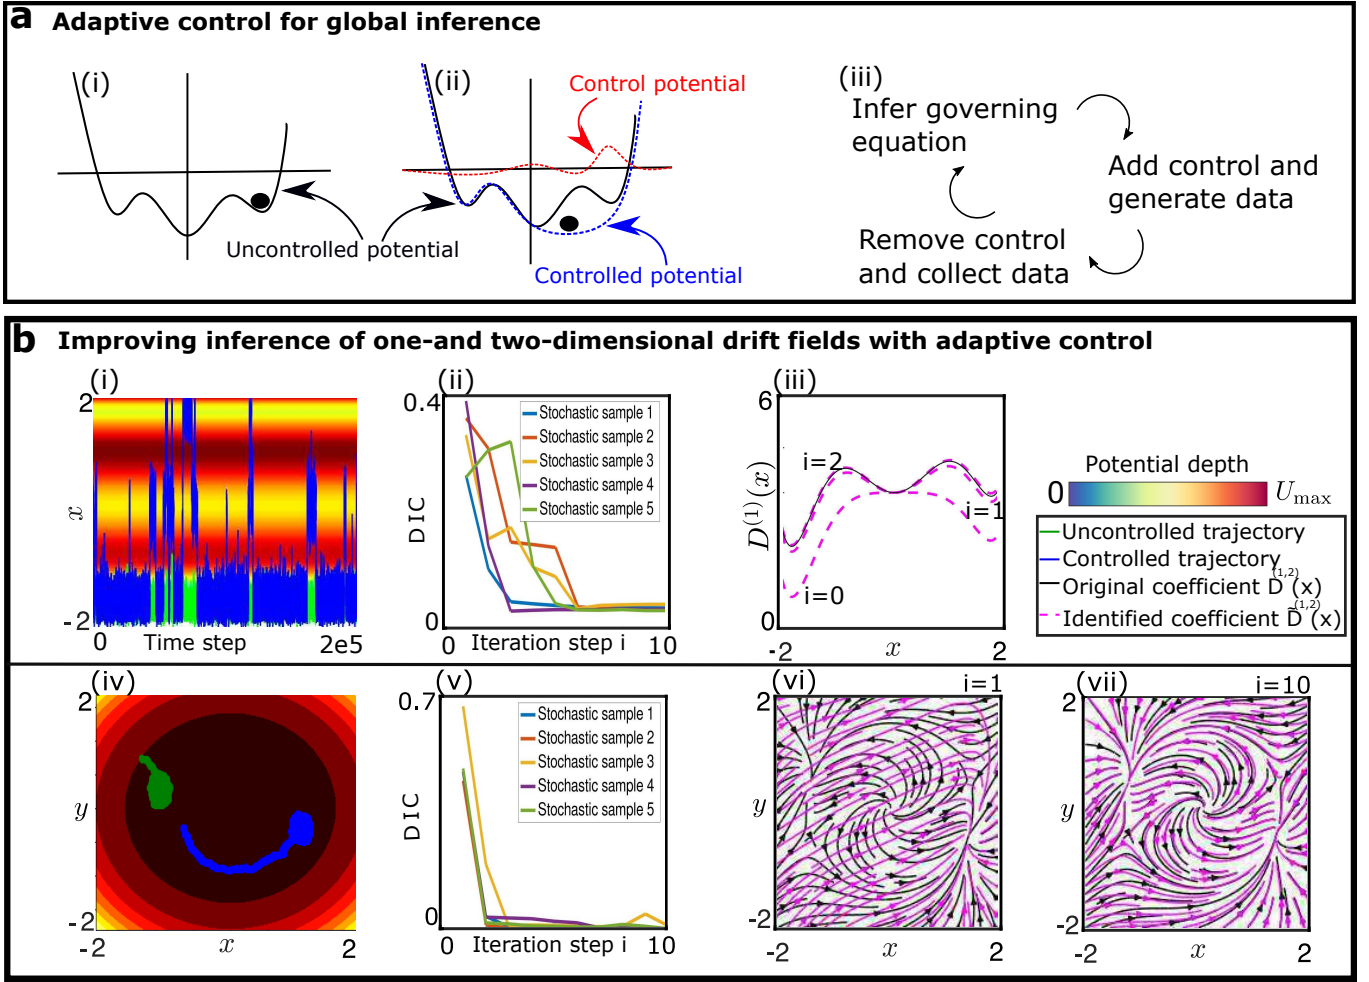 a Adaptive control for global inference
(i)
Uncontrolled potential
(ii)
Control potential
Controlled potential
(iii)
Infer governing
equation
Add control and
generate data
Remove control
and collect data
b Improving inference of one-and two-dimensional drift fields with adaptive control
(i)
2
x
-2
0 Time step 2e5
(ii)
0.4
DIC
0
Stochastic sample 1
Stochastic sample 2
Stochastic sample 3
Stochastic sample 4
Stochastic sample 5
0 Iteration step i 10
(iii)
6
D⁽¹⁾(x)
0
i=2
i=1
i=0
-2 x 2
Potential depth
0 Uₘₐₓ
Uncontrolled trajectory
Controlled trajectory
Original coefficient D^(1,2)(x)
Identified coefficient D̃^(1,2)(x)
(iv)
2
y
-2
-2 x 2
(v)
0.7
DIC
0
Stochastic sample 1
Stochastic sample 2
Stochastic sample 3
Stochastic sample 4
Stochastic sample 5
0 Iteration step i 10
(vi) i=1
2
y
-2
-2 x 2
(vii) i=10
2
y
-2
-2 x 2